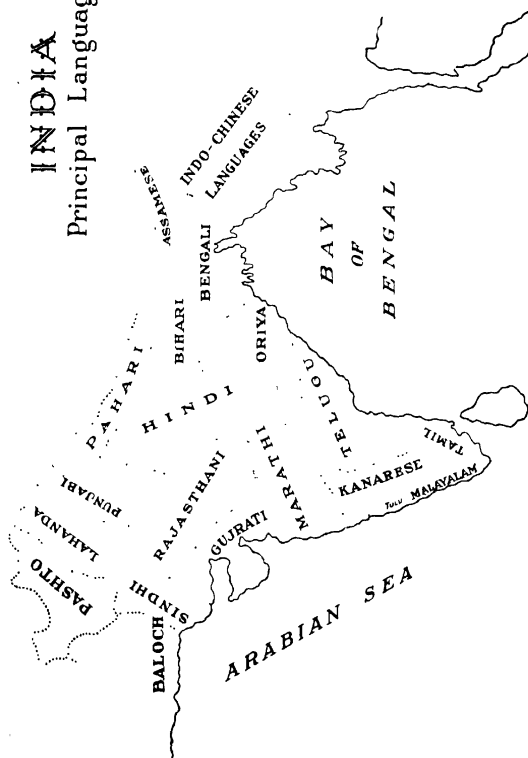 INDIA
Principal Languag
PASHTO
LAHANDA
PUNJABI
PAHARI
BALOCH
SINDHI
RAJASTHANI
HINDI
BIHARI
BENGALI
ASSAMESE
INDO-CHINESE
LANGUAGES
GUJRATI
MARATHI
ORIYA
TELUGU
KANARESE
TULU
MALAYALAM
TAMIL
ARABIAN SEA
BAY
OF
BENGAL